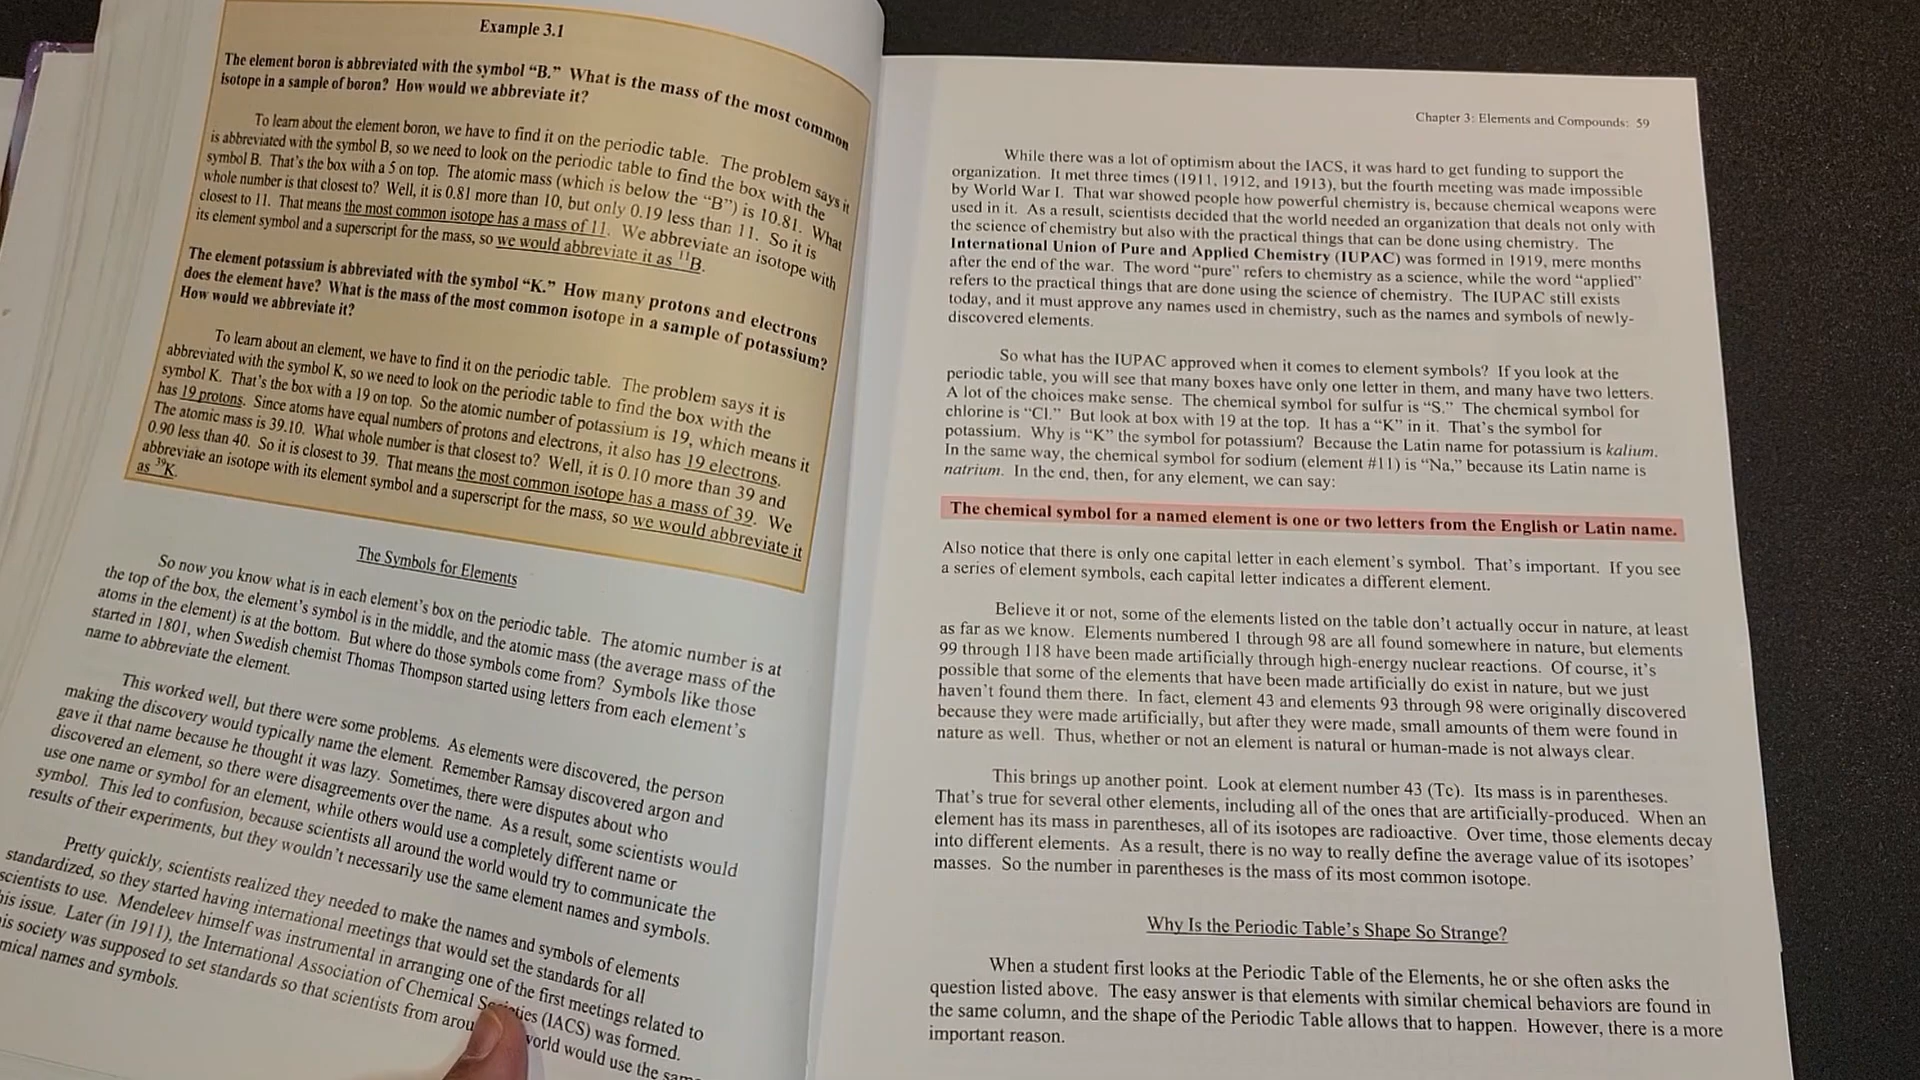 Example 3.1
The element boron is abbreviated with the symbol “B.” What is the mass of the most common
isotope in a sample of boron? How would we abbreviate it?
To learn about the element boron, we have to find it on the periodic table. The problem says it
is abbreviated with the symbol B, so we need to look on the periodic table to find the box with the
symbol B. That’s the box with a 5 on top. The atomic mass (which is below the “B”) is 10.81. What
whole number is that closest to? Well, it is 0.81 more than 10, but only 0.19 less than 11. So it is
closest to 11. That means the most common isotope has a mass of 11. We abbreviate an isotope with
its element symbol and a superscript for the mass, so we would abbreviate it as ¹¹B.
The element potassium is abbreviated with the symbol “K.” How many protons and electrons
does the element have? What is the mass of the most common isotope in a sample of potassium?
How would we abbreviate it?
To learn about an element, we have to find it on the periodic table. The problem says it is
abbreviated with the symbol K, so we need to look on the periodic table to find the box with the
symbol K. That’s the box with a 19 on top. So the atomic number of potassium is 19, which means it
has 19 protons. Since atoms have equal numbers of protons and electrons, it also has 19 electrons.
The atomic mass is 39.10. What whole number is that closest to? Well, it is 0.10 more than 39 and
0.90 less than 40. So it is closest to 39. That means the most common isotope has a mass of 39. We
abbreviate an isotope with its element symbol and a superscript for the mass, so we would abbreviate it
as ³⁹K.
The Symbols for Elements
So now you know what is in each element’s box on the periodic table. The atomic number is at
the top of the box, the element’s symbol is in the middle, and the atomic mass (the average mass of the
atoms in the element) is at the bottom. But where do those symbols come from? Symbols like those
started in 1801, when Swedish chemist Thomas Thompson started using letters from each element’s
name to abbreviate the element.
This worked well, but there were some problems. As elements were discovered, the person
making the discovery would typically name the element. Remember Ramsay discovered argon and
gave it that name because he thought it was lazy. Sometimes, there were disputes about who
discovered an element, so there were disagreements over the name. As a result, some scientists would
use one name or symbol for an element, while others would use a completely different name or
symbol. This led to confusion, because scientists all around the world would try to communicate the
results of their experiments, but they wouldn’t necessarily use the same element names and symbols.
Pretty quickly, scientists realized they needed to make the names and symbols of elements
standardized, so they started having international meetings that would set the standards for all
scientists to use. Mendeleev himself was instrumental in arranging one of the first meetings related to
his issue. Later (in 1911), the International Association of Chemical Societies (IACS) was formed.
his society was supposed to set standards so that scientists from arou world would use the sam
mical names and symbols.
Chapter 3: Elements and Compounds: 59
While there was a lot of optimism about the IACS, it was hard to get funding to support the
organization. It met three times (1911, 1912, and 1913), but the fourth meeting was made impossible
by World War I. That war showed people how powerful chemistry is, because chemical weapons were
used in it. As a result, scientists decided that the world needed an organization that deals not only with
the science of chemistry but also with the practical things that can be done using chemistry. The
International Union of Pure and Applied Chemistry (IUPAC) was formed in 1919, mere months
after the end of the war. The word “pure” refers to chemistry as a science, while the word “applied”
refers to the practical things that are done using the science of chemistry. The IUPAC still exists
today, and it must approve any names used in chemistry, such as the names and symbols of newly-
discovered elements.
So what has the IUPAC approved when it comes to element symbols? If you look at the
periodic table, you will see that many boxes have only one letter in them, and many have two letters.
A lot of the choices make sense. The chemical symbol for sulfur is “S.” The chemical symbol for
chlorine is “Cl.” But look at box with 19 at the top. It has a “K” in it. That’s the symbol for
potassium. Why is “K” the symbol for potassium? Because the Latin name for potassium is kalium.
In the same way, the chemical symbol for sodium (element #11) is “Na,” because its Latin name is
natrium. In the end, then, for any element, we can say:
The chemical symbol for a named element is one or two letters from the English or Latin name.
Also notice that there is only one capital letter in each element’s symbol. That’s important. If you see
a series of element symbols, each capital letter indicates a different element.
Believe it or not, some of the elements listed on the table don’t actually occur in nature, at least
as far as we know. Elements numbered 1 through 98 are all found somewhere in nature, but elements
99 through 118 have been made artificially through high-energy nuclear reactions. Of course, it’s
possible that some of the elements that have been made artificially do exist in nature, but we just
haven’t found them there. In fact, element 43 and elements 93 through 98 were originally discovered
because they were made artificially, but after they were made, small amounts of them were found in
nature as well. Thus, whether or not an element is natural or human-made is not always clear.
This brings up another point. Look at element number 43 (Tc). Its mass is in parentheses.
That’s true for several other elements, including all of the ones that are artificially-produced. When an
element has its mass in parentheses, all of its isotopes are radioactive. Over time, those elements decay
into different elements. As a result, there is no way to really define the average value of its isotopes’
masses. So the number in parentheses is the mass of its most common isotope.
Why Is the Periodic Table’s Shape So Strange?
When a student first looks at the Periodic Table of the Elements, he or she often asks the
question listed above. The easy answer is that elements with similar chemical behaviors are found in
the same column, and the shape of the Periodic Table allows that to happen. However, there is a more
important reason.